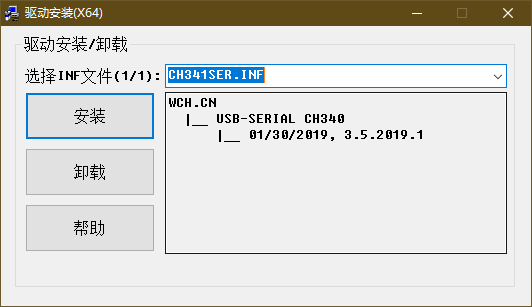 驱动安装(X64)
驱动安装/卸载
选择INF文件(1/1):
CH341SER.INF
安装
卸载
帮助
WCH.CN
|__ USB-SERIAL CH340
|__ 01/30/2019, 3.5.2019.1